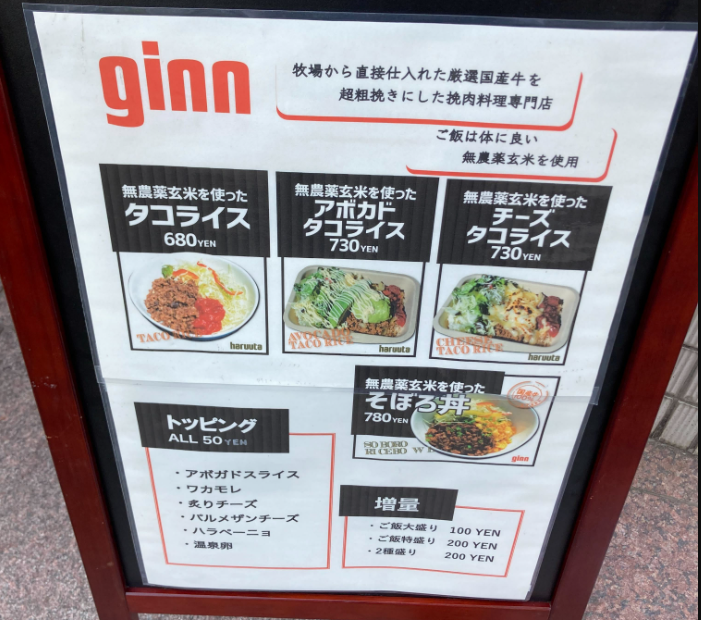 ginn
牧場から直接仕入れた厳選国産牛を
超粗挽きにした挽肉料理専門店
ご飯は体に良い
無農薬玄米を使用
無農薬玄米を使った
タコライス
680YEN
TACO
haruuta
無農薬玄米を使った
アボカド
タコライス
730YEN
AVOCADO
TACO RICE
haruuta
無農薬玄米を使った
チーズ
タコライス
730YEN
CHEESE
TACO RICE
haruuta
無農薬玄米を使った
そぼろ丼
780YEN
SOBORO
RICEBOWL
ginn
トッピング
ALL 50 YEN
・アボガドスライス
・ワカモレ
・炙りチーズ
・パルメザンチーズ
・ハラペーニョ
・温泉卵
増量
・ご飯大盛り 100 YEN
・ご飯特盛り 200 YEN
・2種盛り 200 YEN